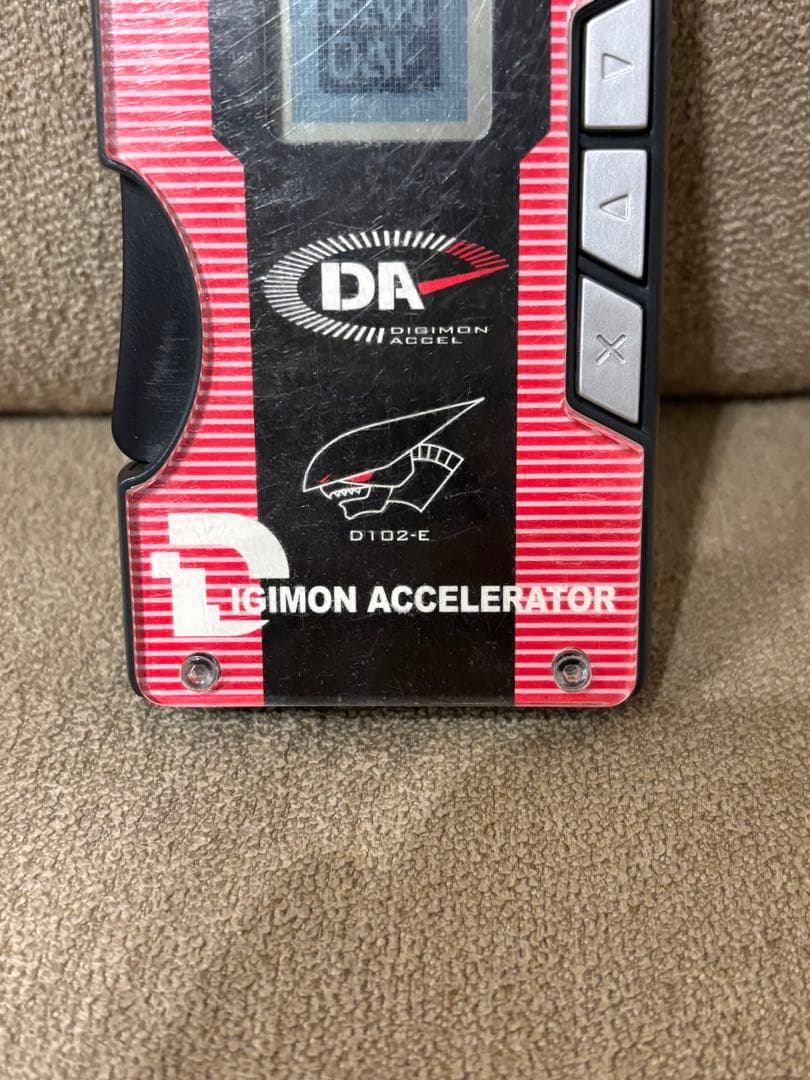 DA
DIGIMON
ACCEL
D102-E
DIGIMON ACCELERATOR